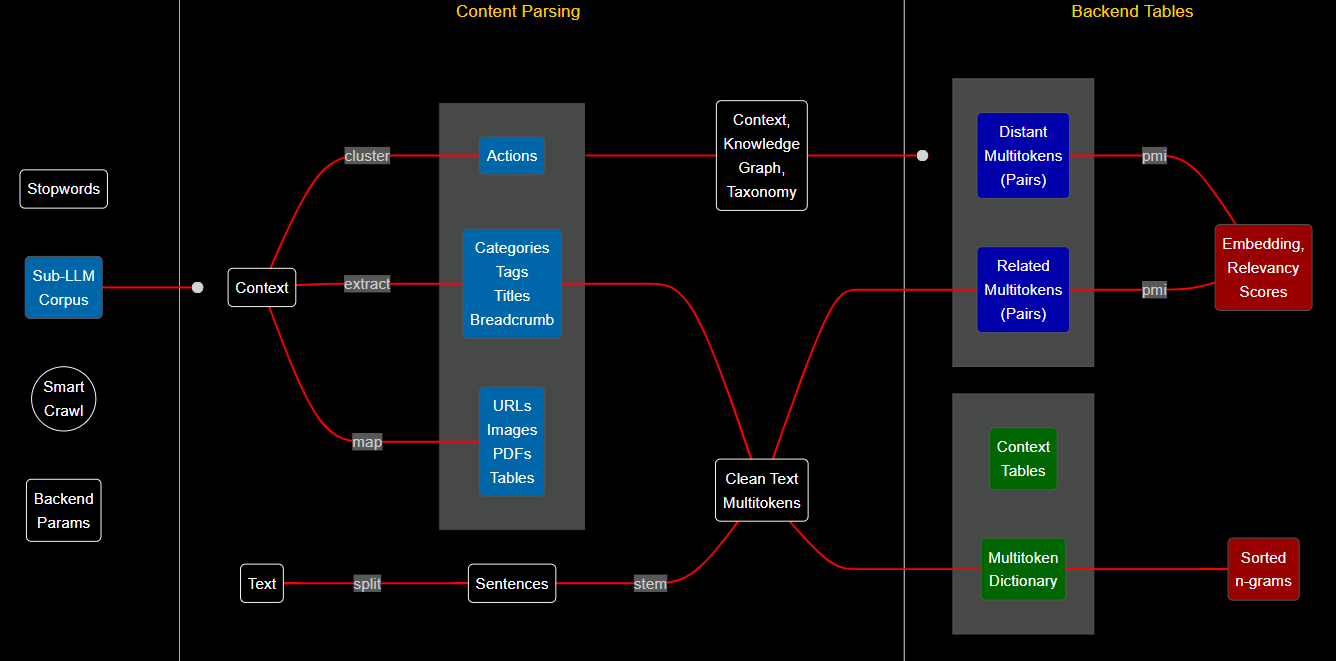 Content Parsing
Backend Tables
Stopwords
Sub-LLM
Corpus
Smart
Crawl
Backend
Params
Context
cluster
extract
map
Actions
Categories
Tags
Titles
Breadcrumb
URLs
Images
PDFs
Tables
Text
split
Sentences
stem
Context,
Knowledge
Graph,
Taxonomy
Clean Text
Multitokens
Distant
Multitokens
(Pairs)
pmi
Related
Multitokens
(Pairs)
pmi
Embedding,
Relevancy
Scores
Context
Tables
Multitoken
Dictionary
Sorted
n-grams